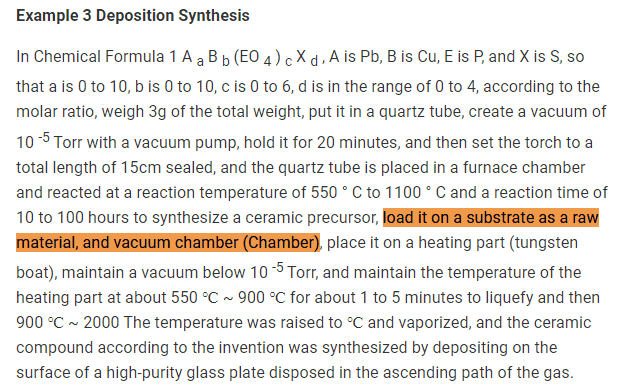 Example 3 Deposition Synthesis
In Chemical Formula 1 A a B b (EO 4 ) c X d , A is Pb, B is Cu, E is P, and X is S, so
that a is 0 to 10, b is 0 to 10, c is 0 to 6, d is in the range of 0 to 4, according to the
molar ratio, weigh 3g of the total weight, put it in a quartz tube, create a vacuum of
10 -5 Torr with a vacuum pump, hold it for 20 minutes, and then set the torch to a
total length of 15cm sealed, and the quartz tube is placed in a furnace chamber
and reacted at a reaction temperature of 550 ° C to 1100 ° C and a reaction time of
10 to 100 hours to synthesize a ceramic precursor, load it on a substrate as a raw
material, and vacuum chamber (Chamber), place it on a heating part (tungsten
boat), maintain a vacuum below 10 -5 Torr, and maintain the temperature of the
heating part at about 550 ℃ ~ 900 ℃ for about 1 to 5 minutes to liquefy and then
900 ℃ ~ 2000 The temperature was raised to ℃ and vaporized, and the ceramic
compound according to the invention was synthesized by depositing on the
surface of a high-purity glass plate disposed in the ascending path of the gas.